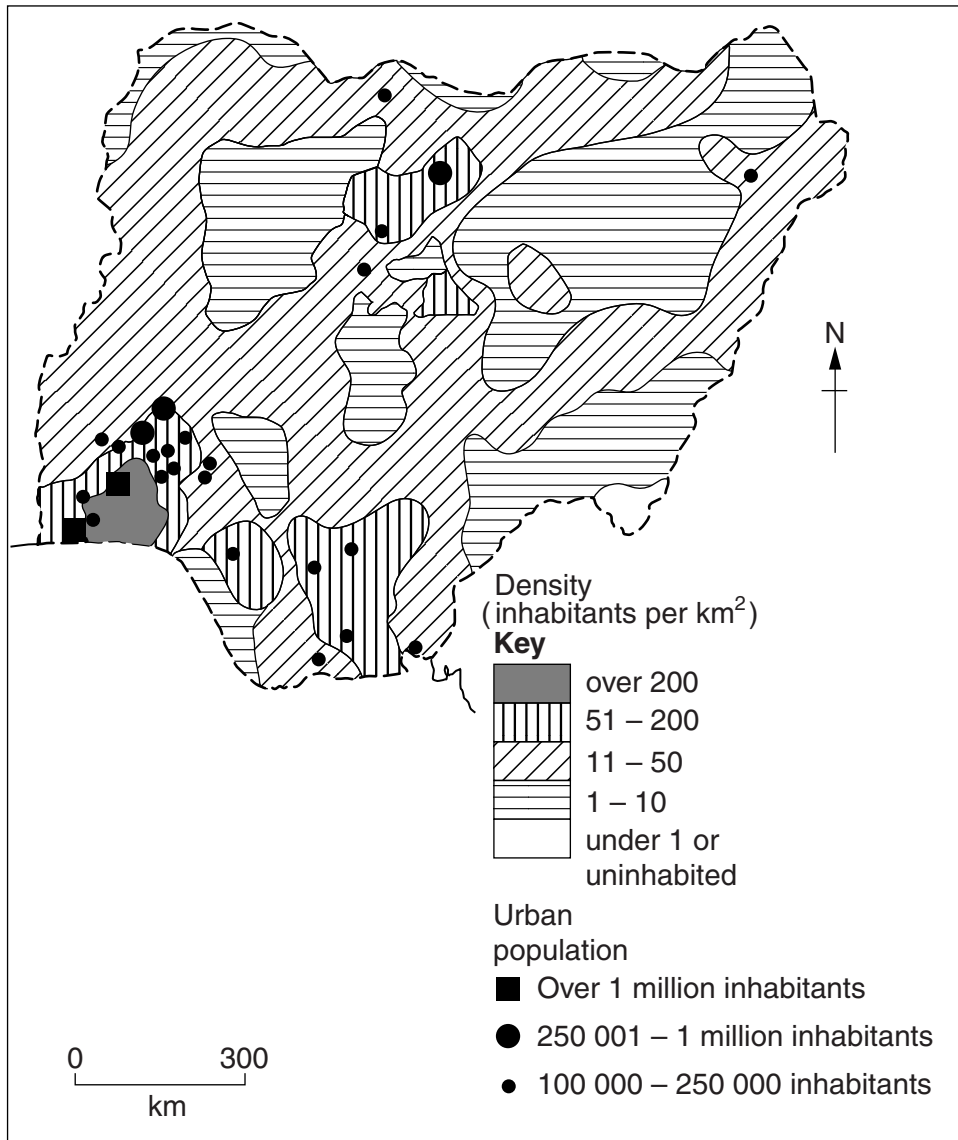 N
Density
(inhabitants per km²)
Key
over 200
51 – 200
11 – 50
1 – 10
under 1 or
uninhabited
Urban
population
Over 1 million inhabitants
250 001 – 1 million inhabitants
100 000 – 250 000 inhabitants
0 300
km